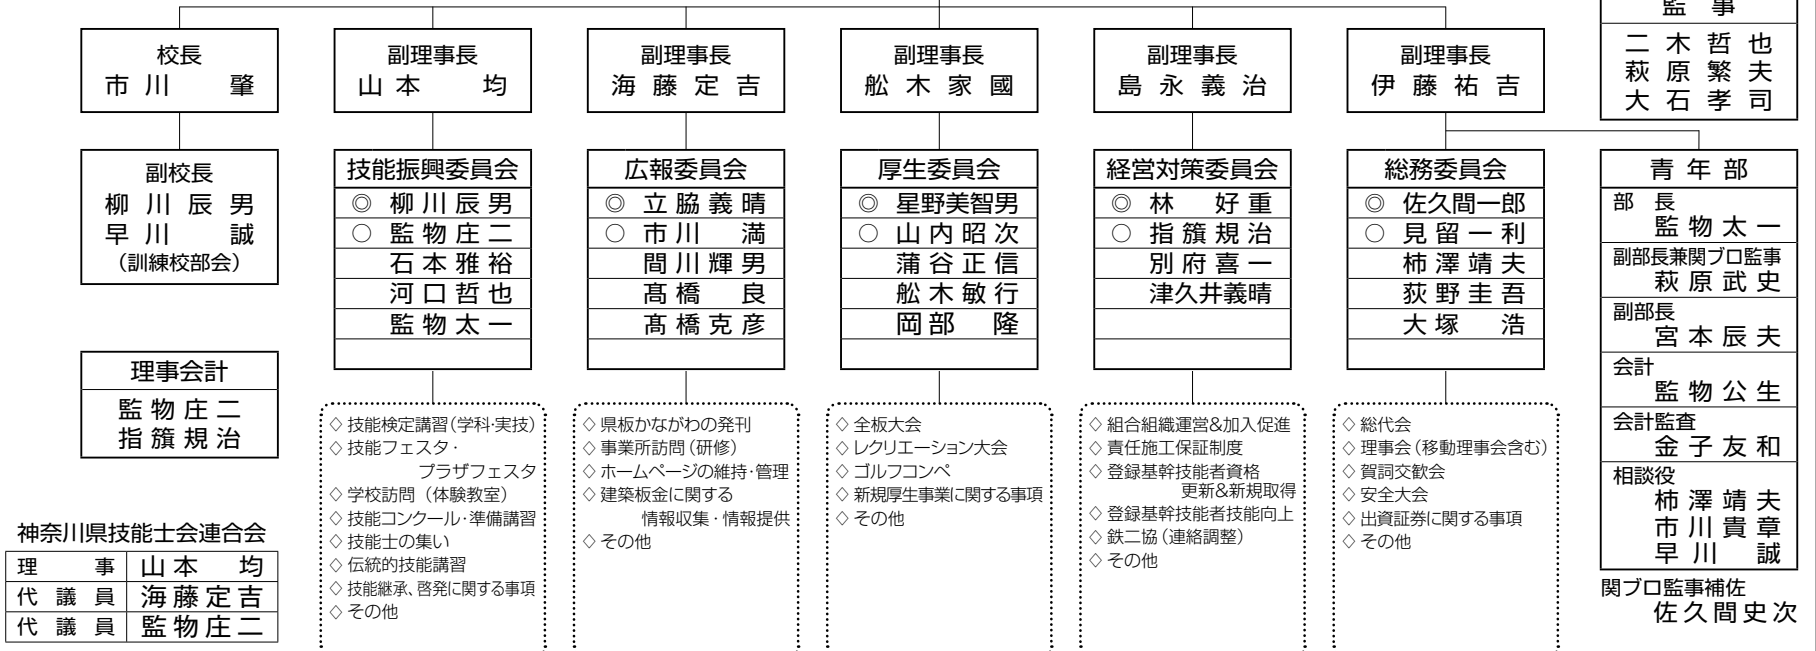 校長
市川 肇
副理事長
山本 均
副理事長
海藤定吉
副理事長
舩木家國
副理事長
島永義治
副理事長
伊藤祐吉
監事
二木哲也
萩原繁夫
大石孝司
副校長
柳川辰男
早川 誠
(訓練校部会)
理事会計
監物庄二
指籏規治
神奈川県技能士会連合会
理事 山本 均
代議員 海藤定吉
代議員 監物庄二
技能振興委員会
◎ 柳川辰男
○ 監物庄二
石本雅裕
河口哲也
監物太一
◇技能検定講習(学科・実技)
◇技能フェスタ・
プラザフェスタ
◇学校訪問(体験教室)
◇技能コンクール・準備講習
◇技能士の集い
◇伝統的技能講習
◇技能継承、啓発に関する事項
◇その他
広報委員会
◎ 立脇義晴
○ 市川 満
間川輝男
髙橋 良
髙橋克彦
◇県板かながわの発刊
◇事業所訪問(研修)
◇ホームページの維持・管理
◇建築板金に関する
情報収集・情報提供
◇その他
厚生委員会
◎ 星野美智男
○ 山内昭次
蒲谷正信
舩木敏行
岡部 隆
◇全板大会
◇レクリエーション大会
◇ゴルフコンペ
◇新規厚生事業に関する事項
◇その他
経営対策委員会
◎ 林 好重
○ 指籏規治
別府喜一
津久井義晴
◇組合組織運営&加入促進
◇責任施工保証制度
◇登録基幹技能者資格
更新&新規取得
◇登録基幹技能者技能向上
◇鉄二協(連絡調整)
◇その他
総務委員会
◎ 佐久間一郎
○ 見留一利
柿澤靖夫
荻野圭吾
大塚 浩
◇総代会
◇理事会(移動理事会含む)
◇賀詞交歓会
◇安全大会
◇出資証券に関する事項
◇その他
青年部
部長
監物太一
副部長兼関ブロ監事
萩原武史
副部長
宮本辰夫
会計
監物公生
会計監査
金子友和
相談役
柿澤靖夫
市川貴章
早川 誠
関ブロ監事補佐
佐久間史次